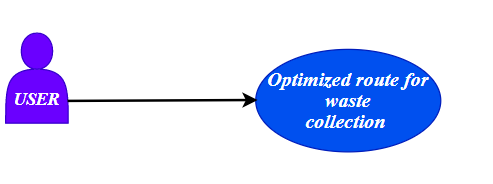 USER
Optimized route for
waste
collection